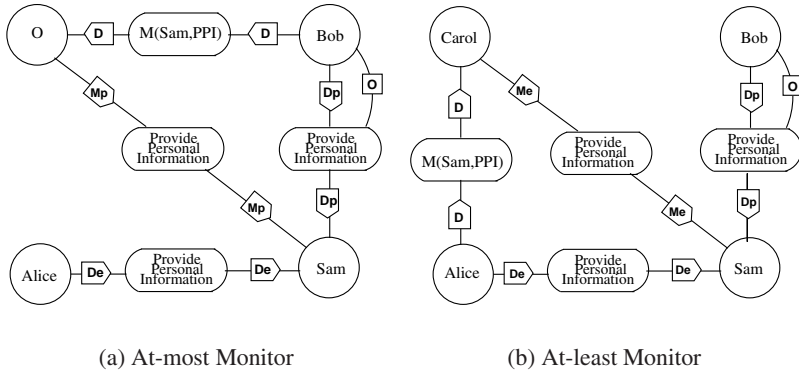 O
D
M(Sam,PPI)
D
Bob
O
Mp
Dp
Provide
Personal
Information
Provide
Personal
Information
Mp
Dp
Alice
De
Provide
Personal
Information
De
Sam
(a) At-most Monitor
Carol
Bob
Me
O
D
Dp
M(Sam,PPI)
Provide
Personal
Information
Provide
Personal
Information
D
Me
Dp
Alice
De
Provide
Personal
Information
De
Sam
(b) At-least Monitor